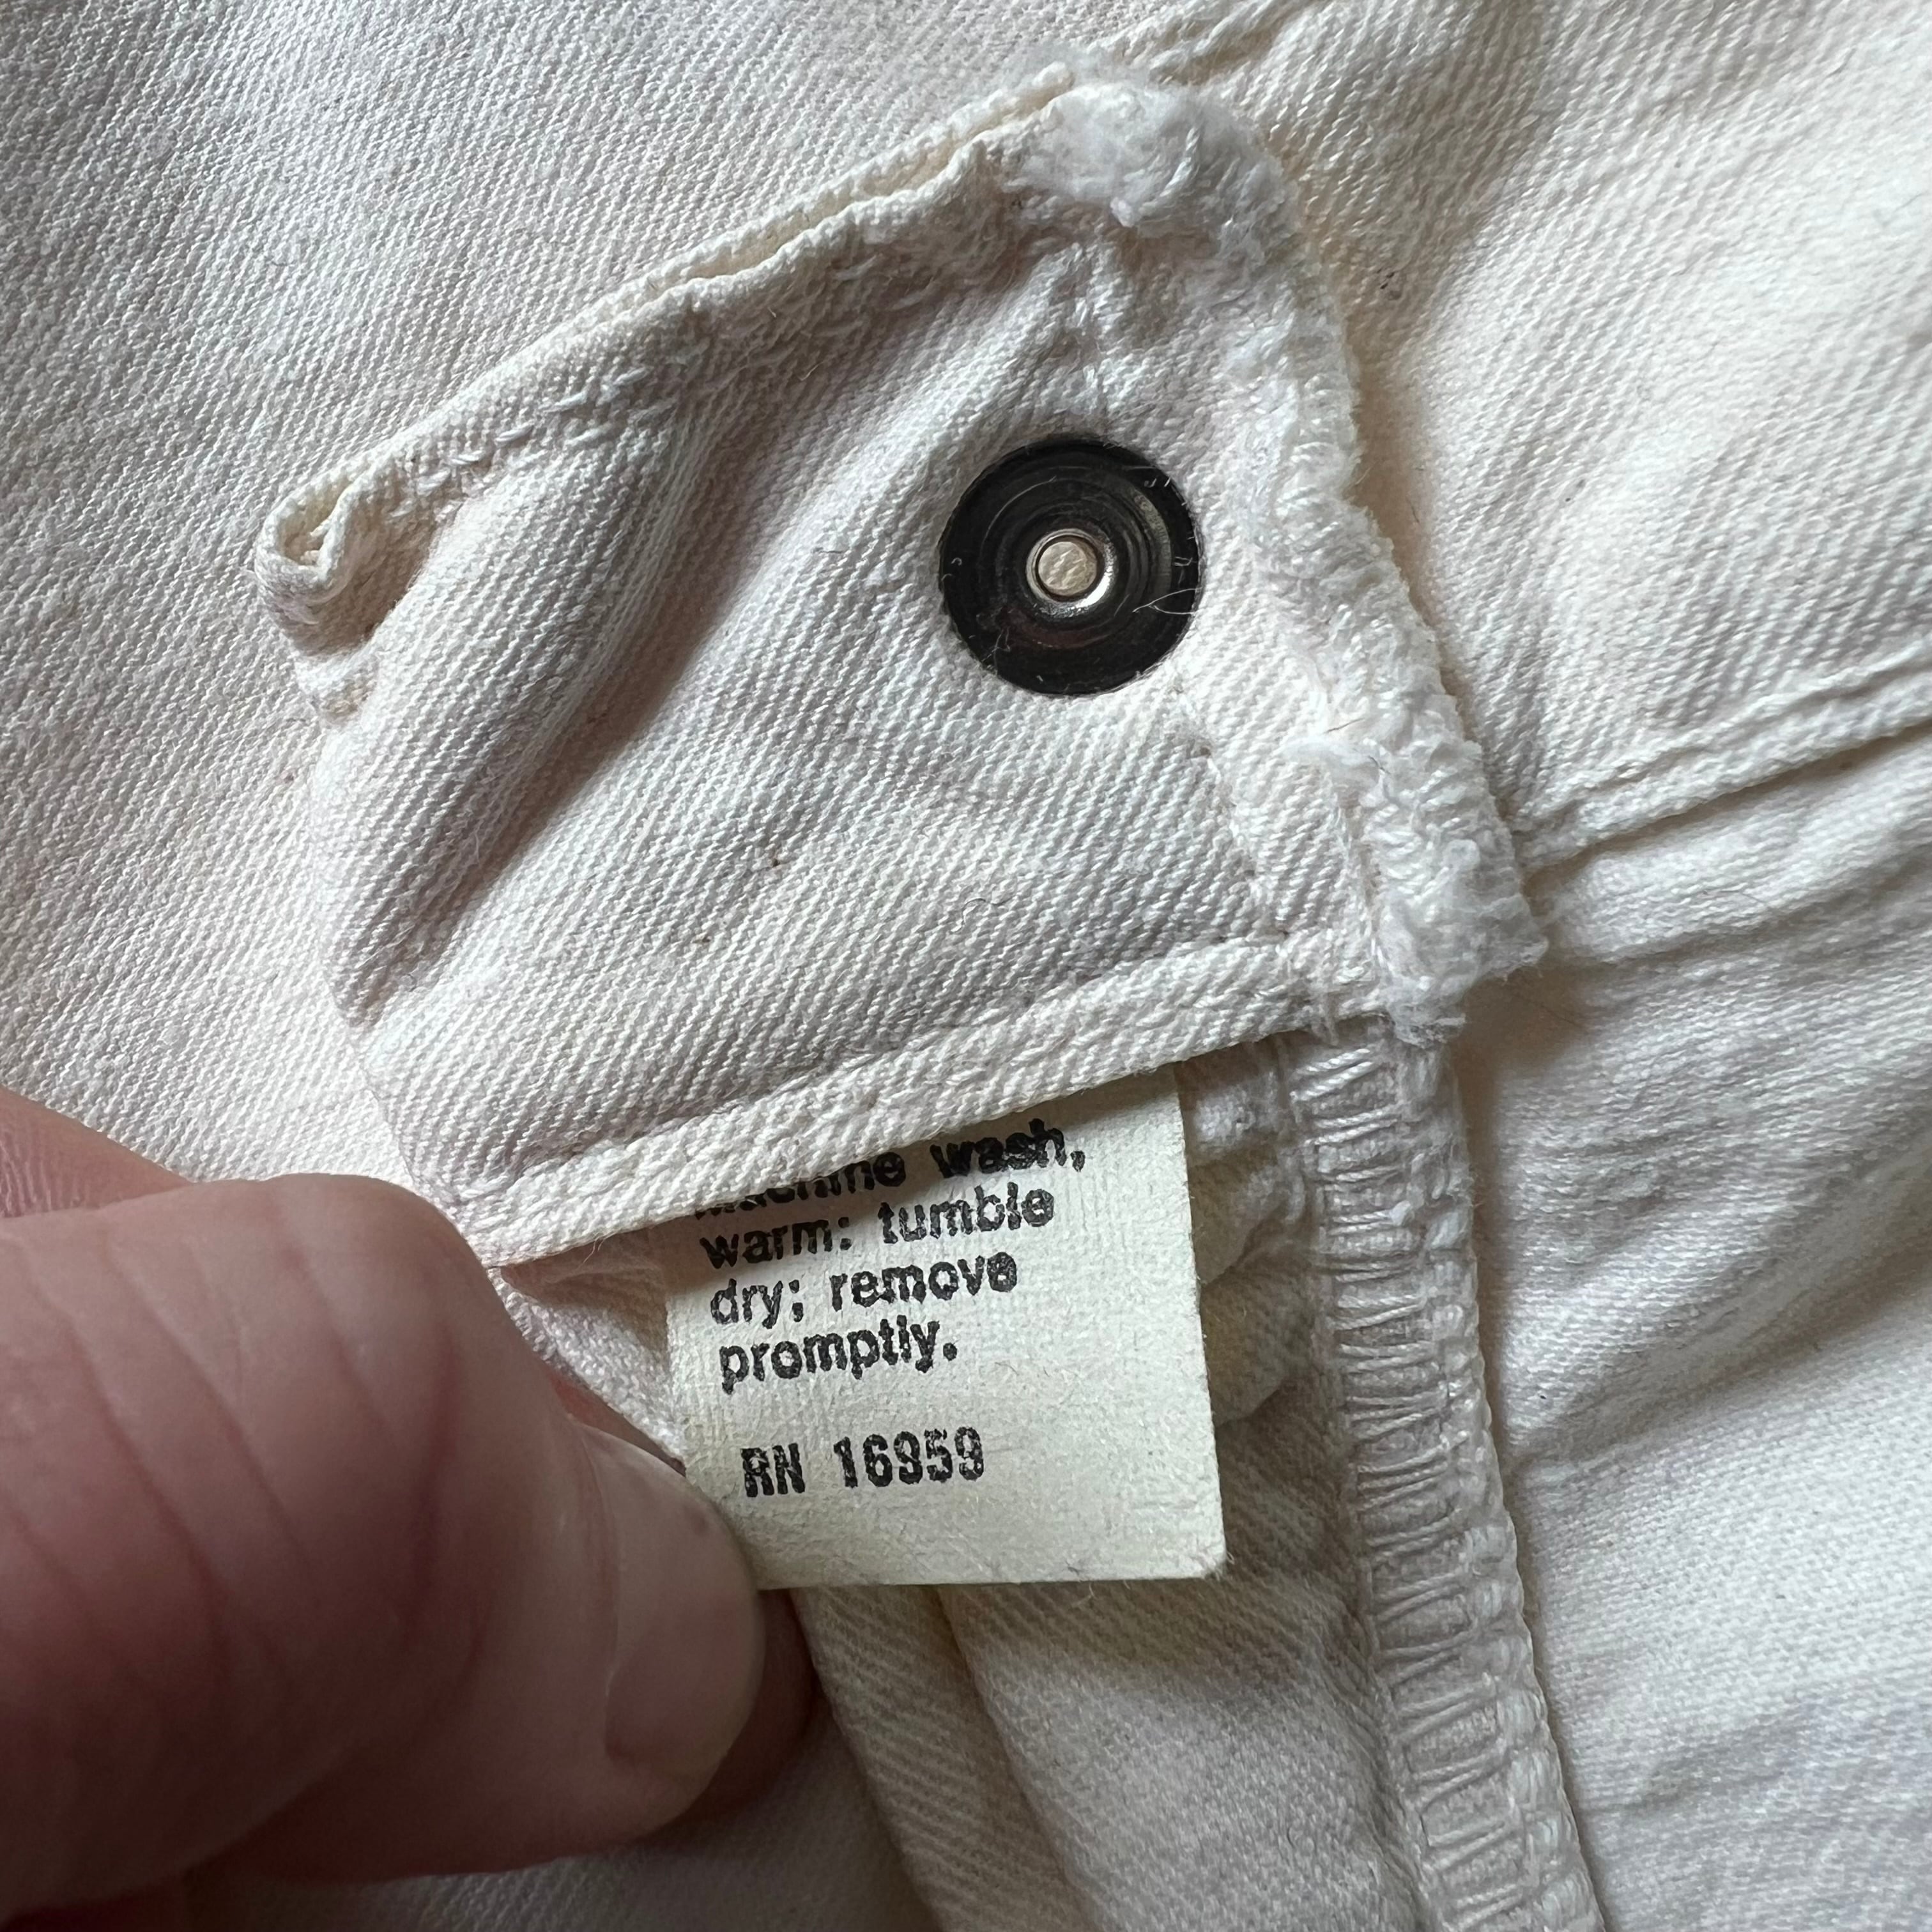 Machine wash,
warm: tumble
dry; remove
promptly.
RN 16959